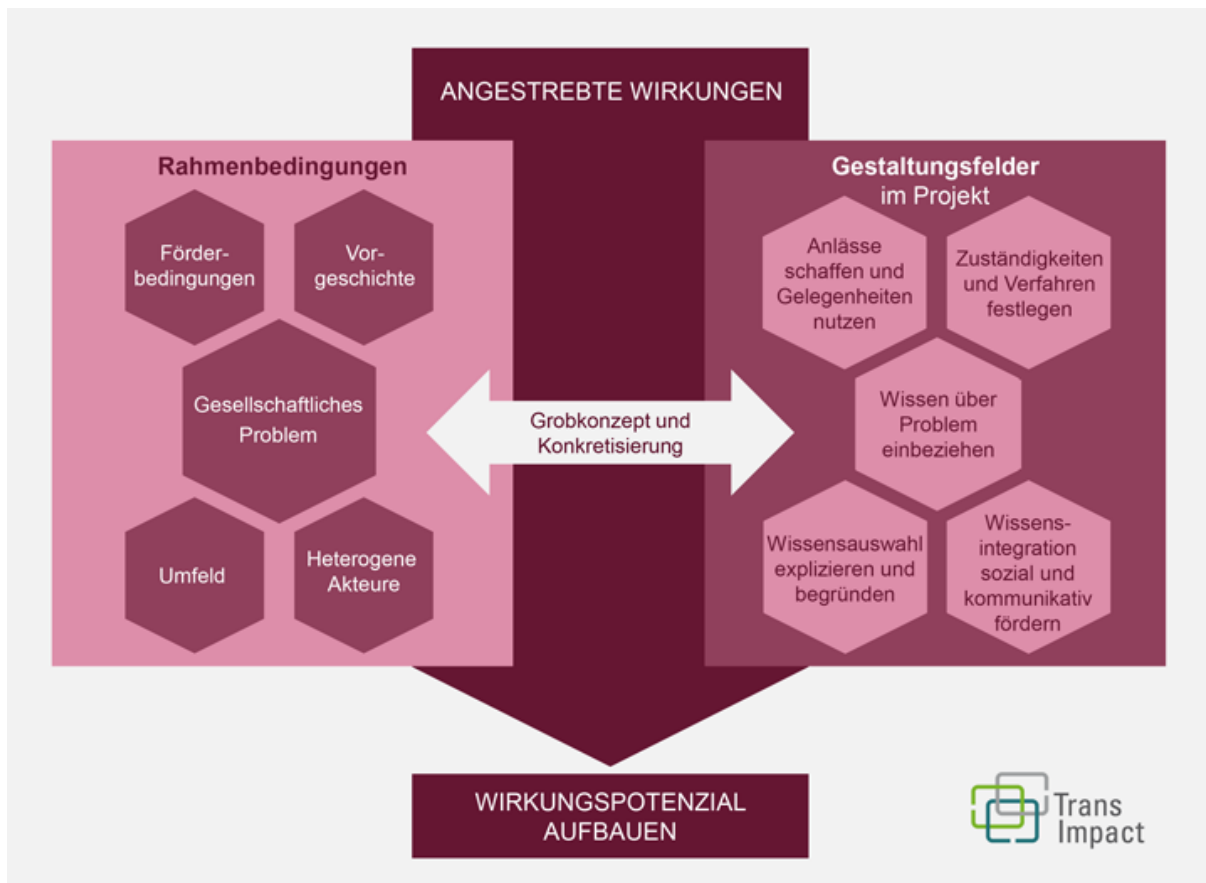 ANGESTREBTE WIRKUNGEN
Rahmenbedingungen
Förder-
bedingungen
Vor-
geschichte
Gesellschaftliches
Problem
Umfeld
Heterogene
Akteure
Grobkonzept und
Konkretisierung
Gestaltungsfelder
im Projekt
Anlässe
schaffen und
Gelegenheiten
nutzen
Zuständigkeiten
und Verfahren
festlegen
Wissen über
Problem
einbeziehen
Wissensauswahl
explizieren und
begründen
Wissens-
integration
sozial und
kommunikativ
fördern
WIRKUNGSPOTENZIAL
AUFBAUEN
Trans
Impact